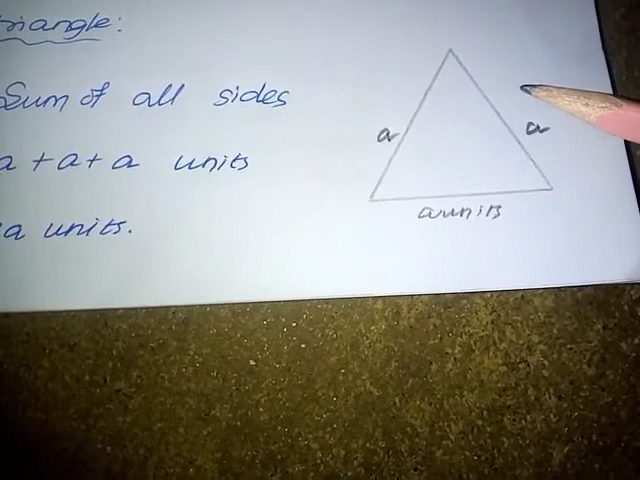 riangle:
Sum of all sides
a + a + a units
a units.
a
a
a units